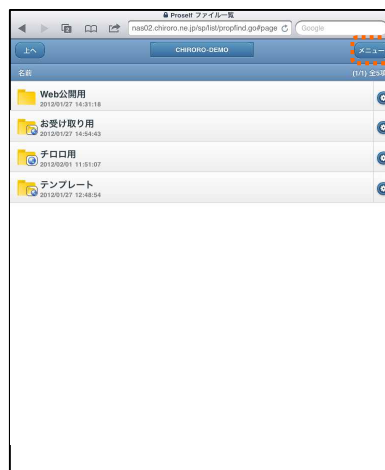 Proself ファイル一覧
nas02.chiroro.ne.jp/sp/list/propfind.go#page
Google
上へ
CHIRORO-DEMO
メニュー
名前
(1/1) 全5項
Web公開用
2012/01/27 14:31:18
お受け取り用
2012/01/27 14:54:43
チロロ用
2012/02/01 11:51:07
テンプレート
2012/01/27 12:48:54